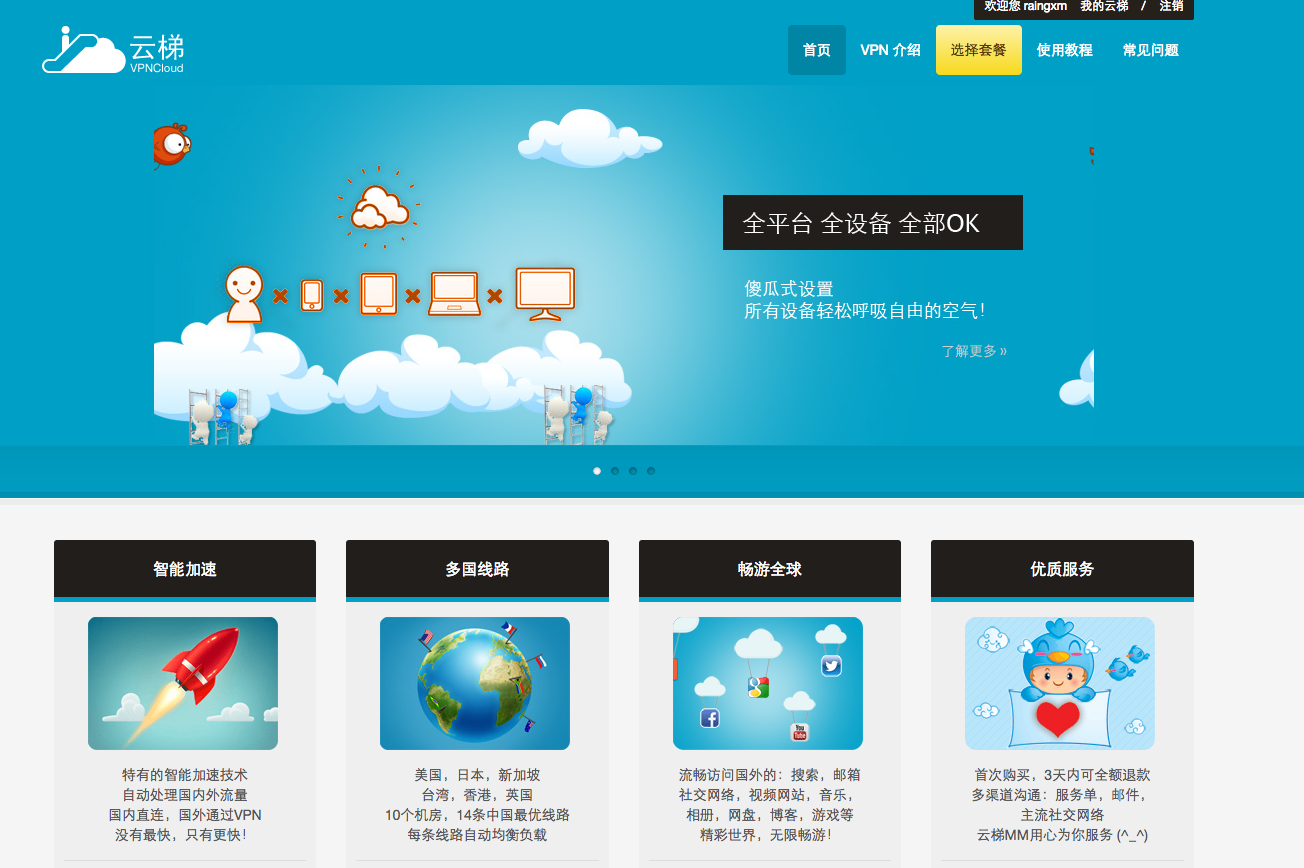 欢迎您 raingxm 我的云梯 / 注销
云梯
VPNCloud
首页 VPN 介绍 选择套餐 使用教程 常见问题
全平台 全设备 全部OK
傻瓜式设置
所有设备轻松呼吸自由的空气！
了解更多 »
智能加速
特有的智能加速技术
自动处理国内外流量
国内直连，国外通过VPN
没有最快，只有更快！
多国线路
美国，日本，新加坡
台湾，香港，英国
10个机房，14条中国最优线路
每条线路自动均衡负载
畅游全球
You
Tube
流畅访问国外的：搜索，邮箱
社交网络，视频网站，音乐，
相册，网盘，博客，游戏等
精彩世界，无限畅游！
优质服务
首次购买，3天内可全额退款
多渠道沟通：服务单，邮件，
主流社交网络
云梯MM用心为你服务 (^_^)